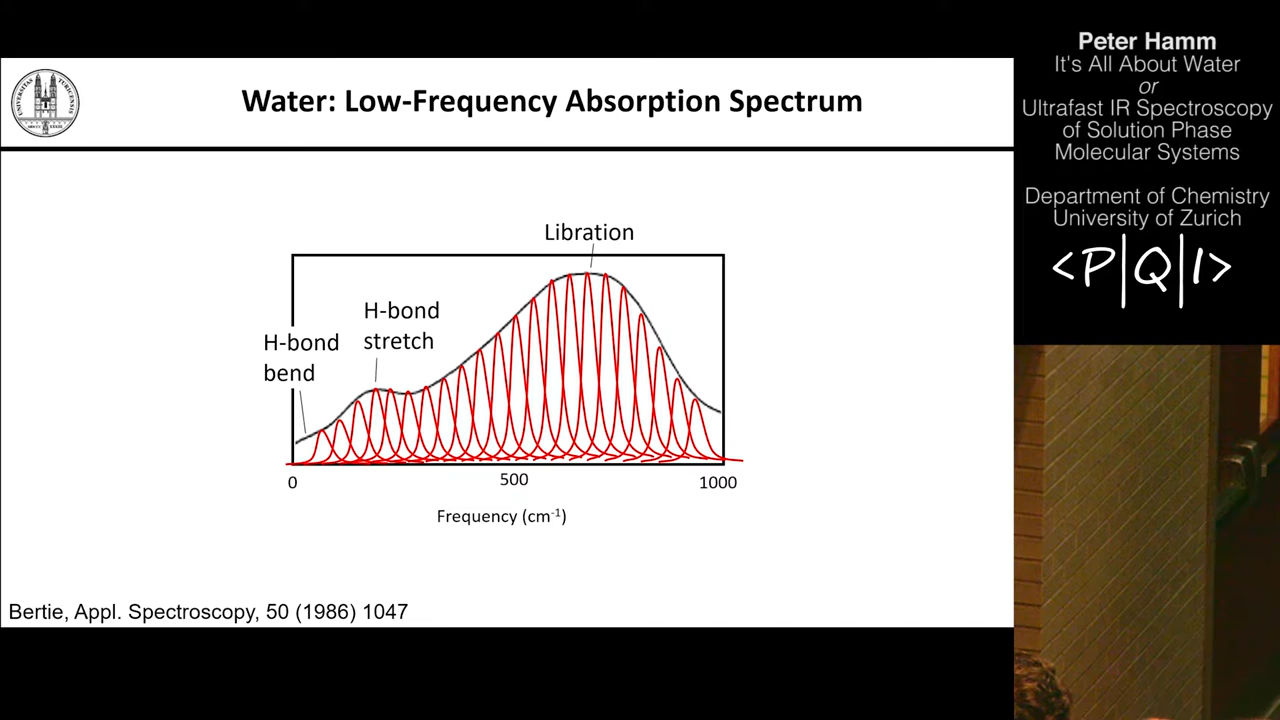 Water: Low-Frequency Absorption Spectrum
Libration
H-bond
stretch
H-bond
bend
0
500
1000
Frequency (cm⁻¹)
Bertie, Appl. Spectroscopy, 50 (1986) 1047
Peter Hamm
It's All About Water
or
Ultrafast IR Spectroscopy
of Solution Phase
Molecular Systems
Department of Chemistry
University of Zurich
<P|Q|I>